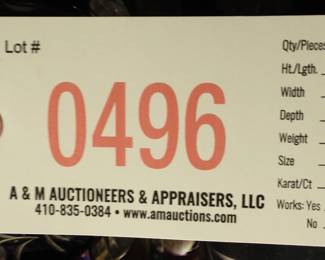 Lot #
0496
A & M AUCTIONEERS & APPRAISERS, LLC
410-835-0384 • www.amauctions.com
Qty/Pieces
Ht./Lgth.
Width
Depth
Weight
Size
Karat/Ct
Works: Yes
No